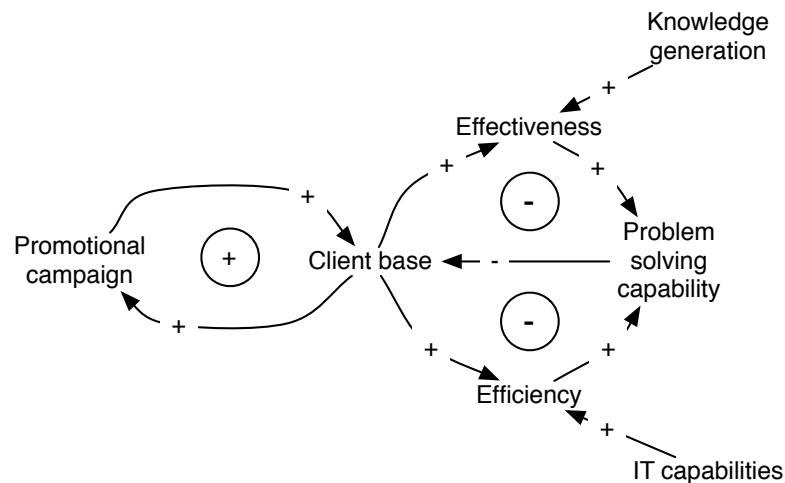 Knowledge
generation
+
Effectiveness
+
+
+
-
Promotional
campaign
+
Client base
-
Problem
solving
capability
+
-
+
+
Efficiency
+
IT capabilities